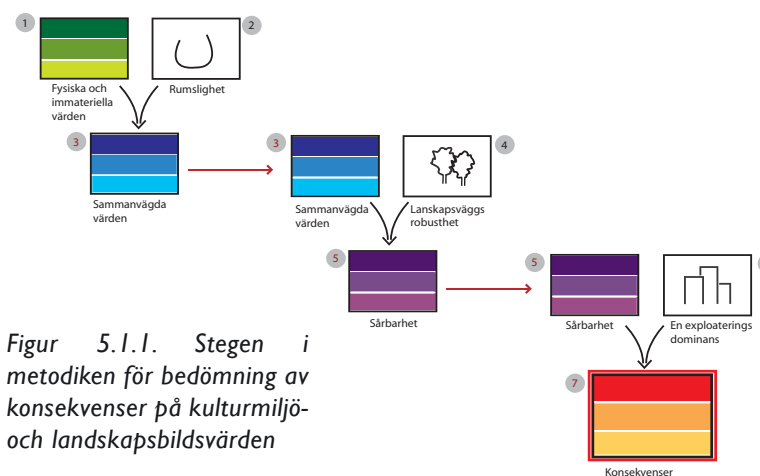 1
2
Fysiska och
immateriella
värden
Rumslighet
3
Sammanvägda
värden
3
4
Sammanvägda
värden
Lanskapsväggs
robusthet
5
Sårbarhet
5
Sårbarhet
En exploaterings
dominans
7
Konsekvenser
Figur 5.1.1. Stegen i
metodiken för bedömning av
konsekvenser på kulturmiljö-
och landskapsbildsvärden